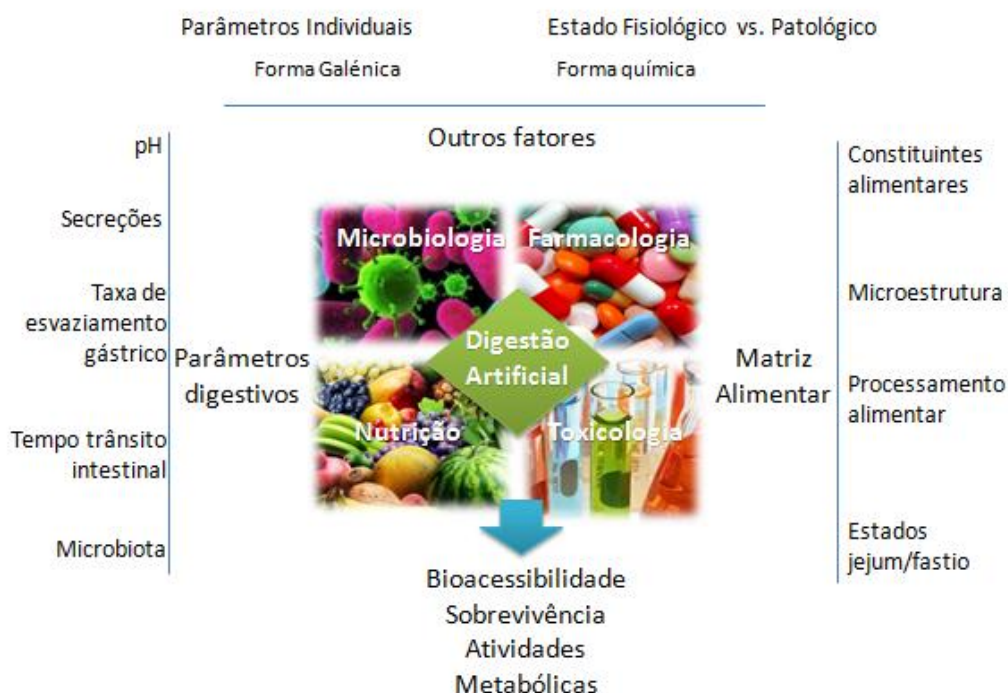 Parâmetros Individuais
Estado Fisiológico vs. Patológico
Forma Galénica
Forma química
Outros fatores
pH
Secreções
Taxa de
esvaziamento
gástrico
Tempo trânsito
intestinal
Microbiota
Parâmetros
digestivos
Microbiologia
Farmacologia
Digestão
Artificial
Nutrição
Toxicologia
Matriz
Alimentar
Constituintes
alimentares
Microestrutura
Processamento
alimentar
Estados
jejum/fastio
Bioacessibilidade
Sobrevivência
Atividades
Metabólicas